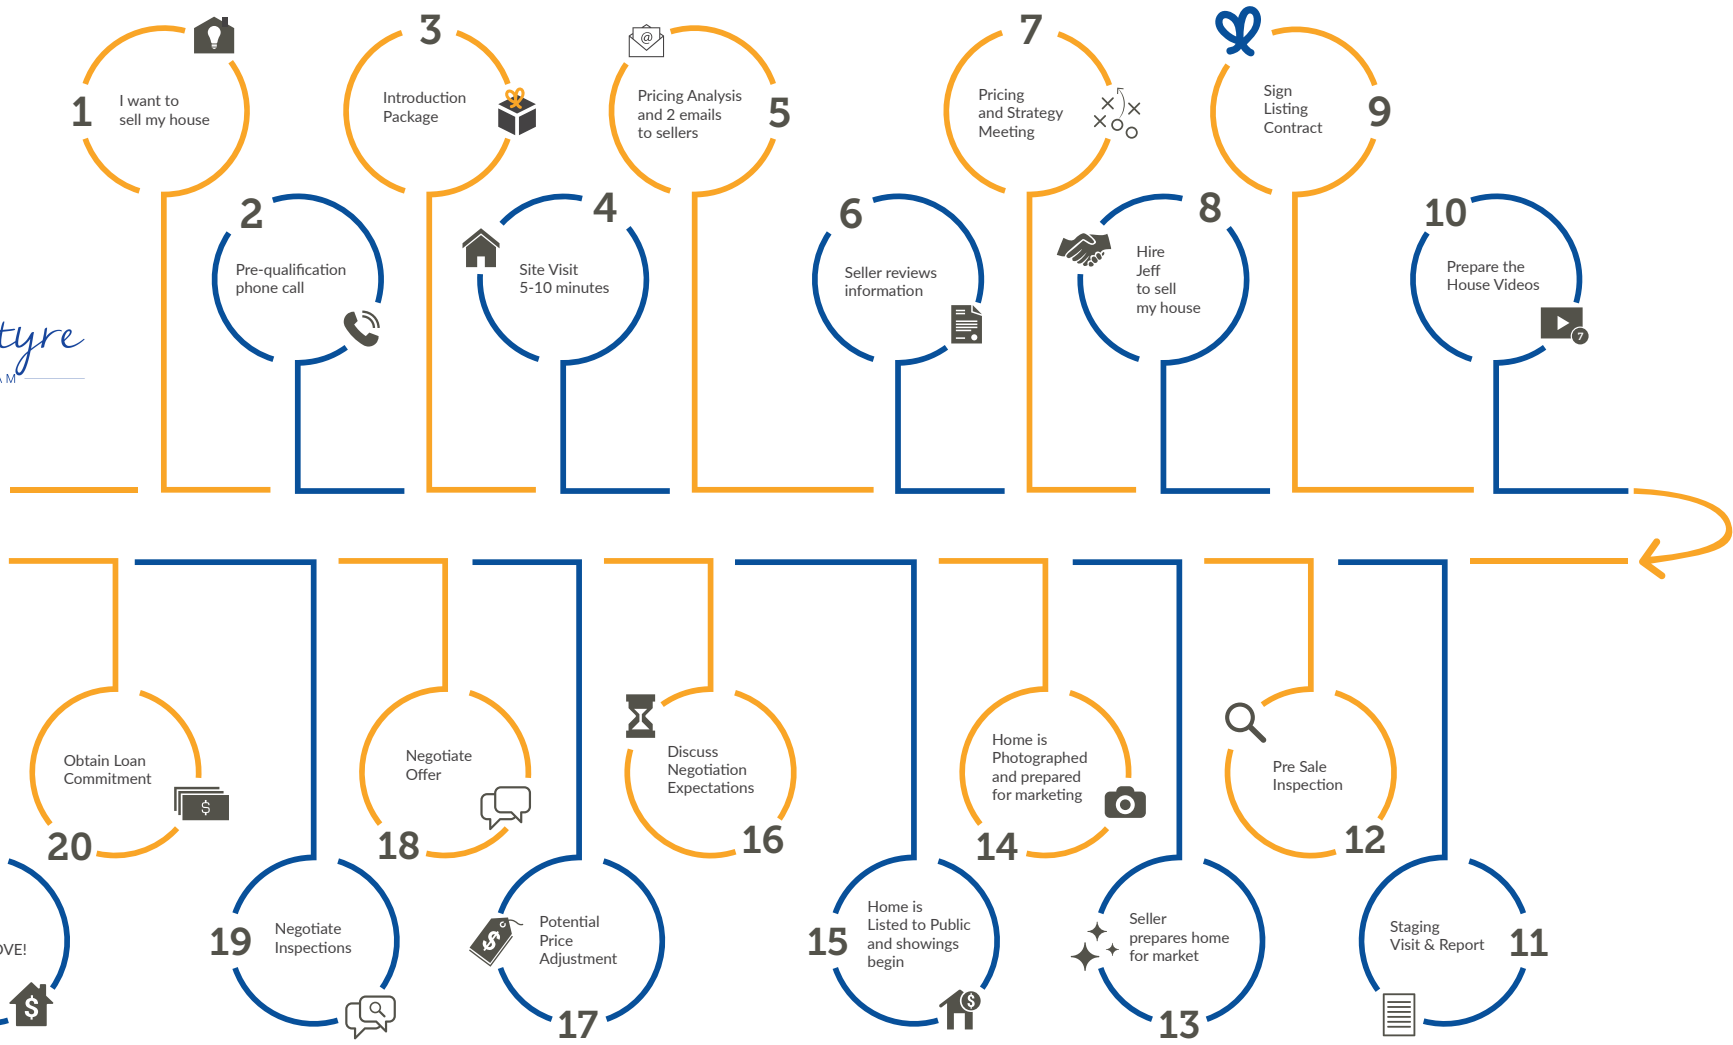 1
I want to
sell my house
2
Pre-qualification
phone call
3
Introduction
Package
4
Site Visit
5-10 minutes
@
5
Pricing Analysis
and 2 emails
to sellers
6
Seller reviews
information
7
Pricing
and Strategy
Meeting
8
Hire
Jeff
to sell
my house
9
Sign
Listing
Contract
10
Prepare the
House Videos
7
tyre
AM
11
Staging
Visit & Report
12
Pre Sale
Inspection
13
Seller
prepares home
for market
14
Home is
Photographed
and prepared
for marketing
15
Home is
Listed to Public
and showings
begin
$
16
Discuss
Negotiation
Expectations
17
Potential
Price
Adjustment
$
18
Negotiate
Offer
19
Negotiate
Inspections
20
Obtain Loan
Commitment
$
OVE!
$